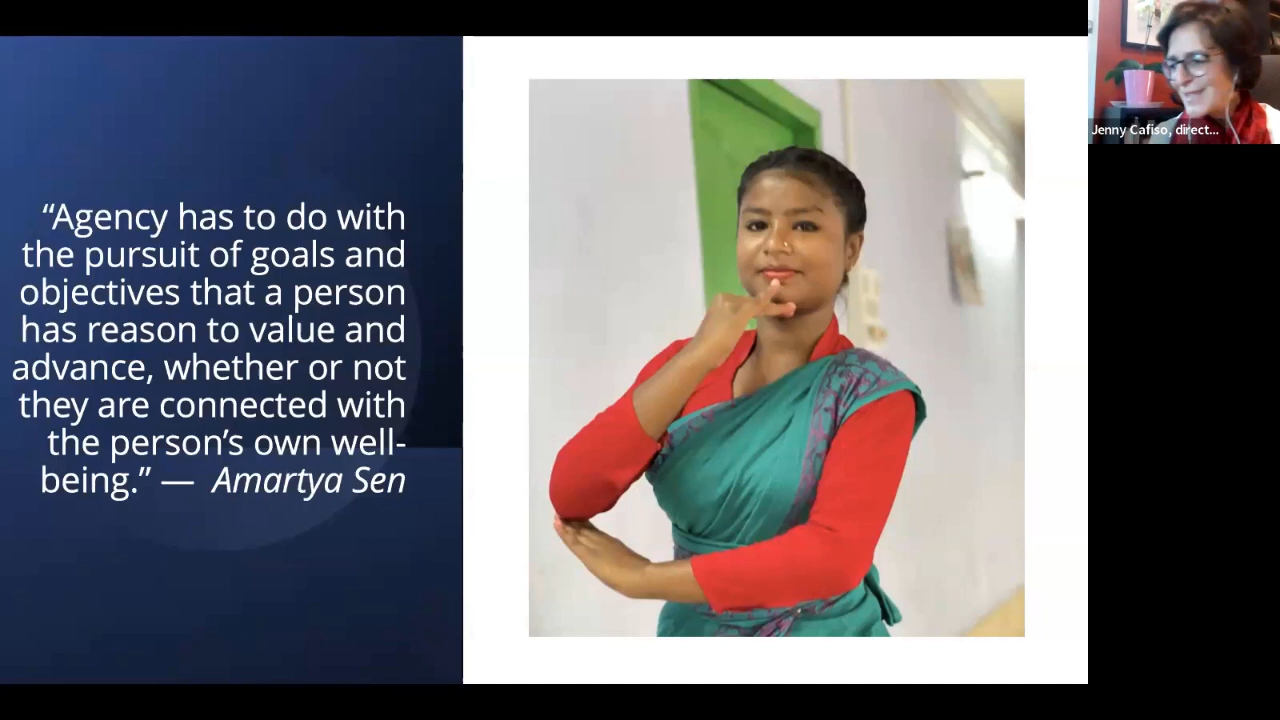 “Agency has to do with
the pursuit of goals and
objectives that a person
has reason to value and
advance, whether or not
they are connected with
the person’s own well-
being.” — Amartya Sen
Jenny Cafiso, direct...